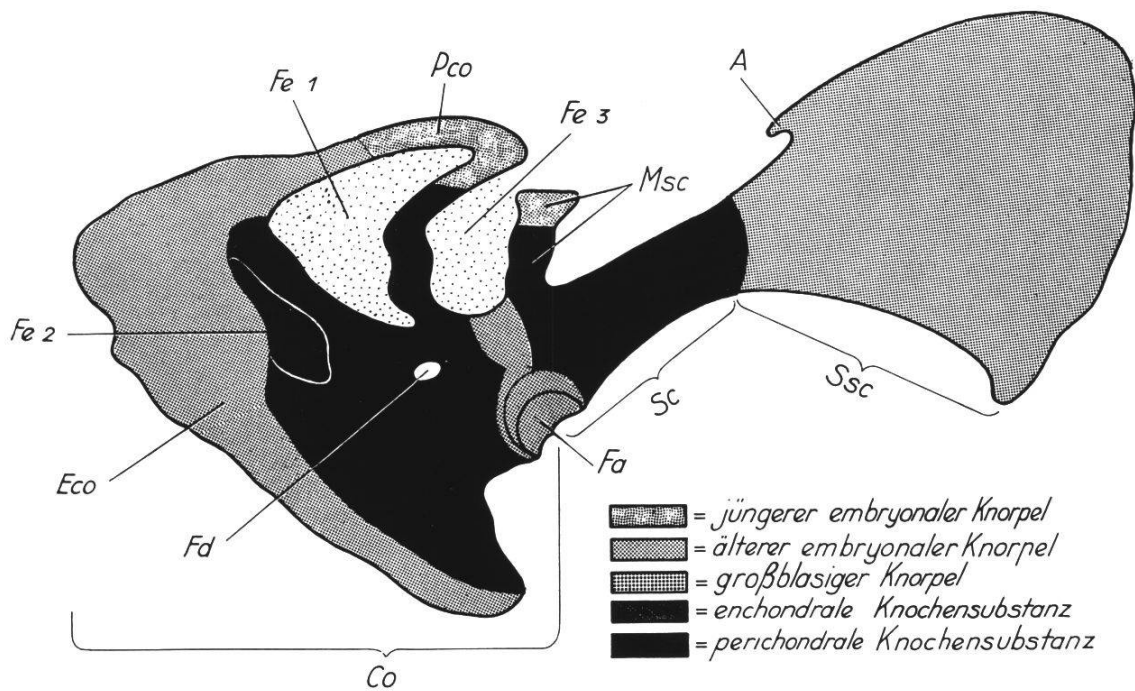 A
Pco
Fe 1
Fe 3
Msc
Fe 2
Sc
Ssc
Fa
Eco
Fd
Co
= jüngerer embryonaler Knorpel
= älterer embryonaler Knorpel
= großblasiger Knorpel
= enchondrale Knochensubstanz
= perichondrale Knochensubstanz